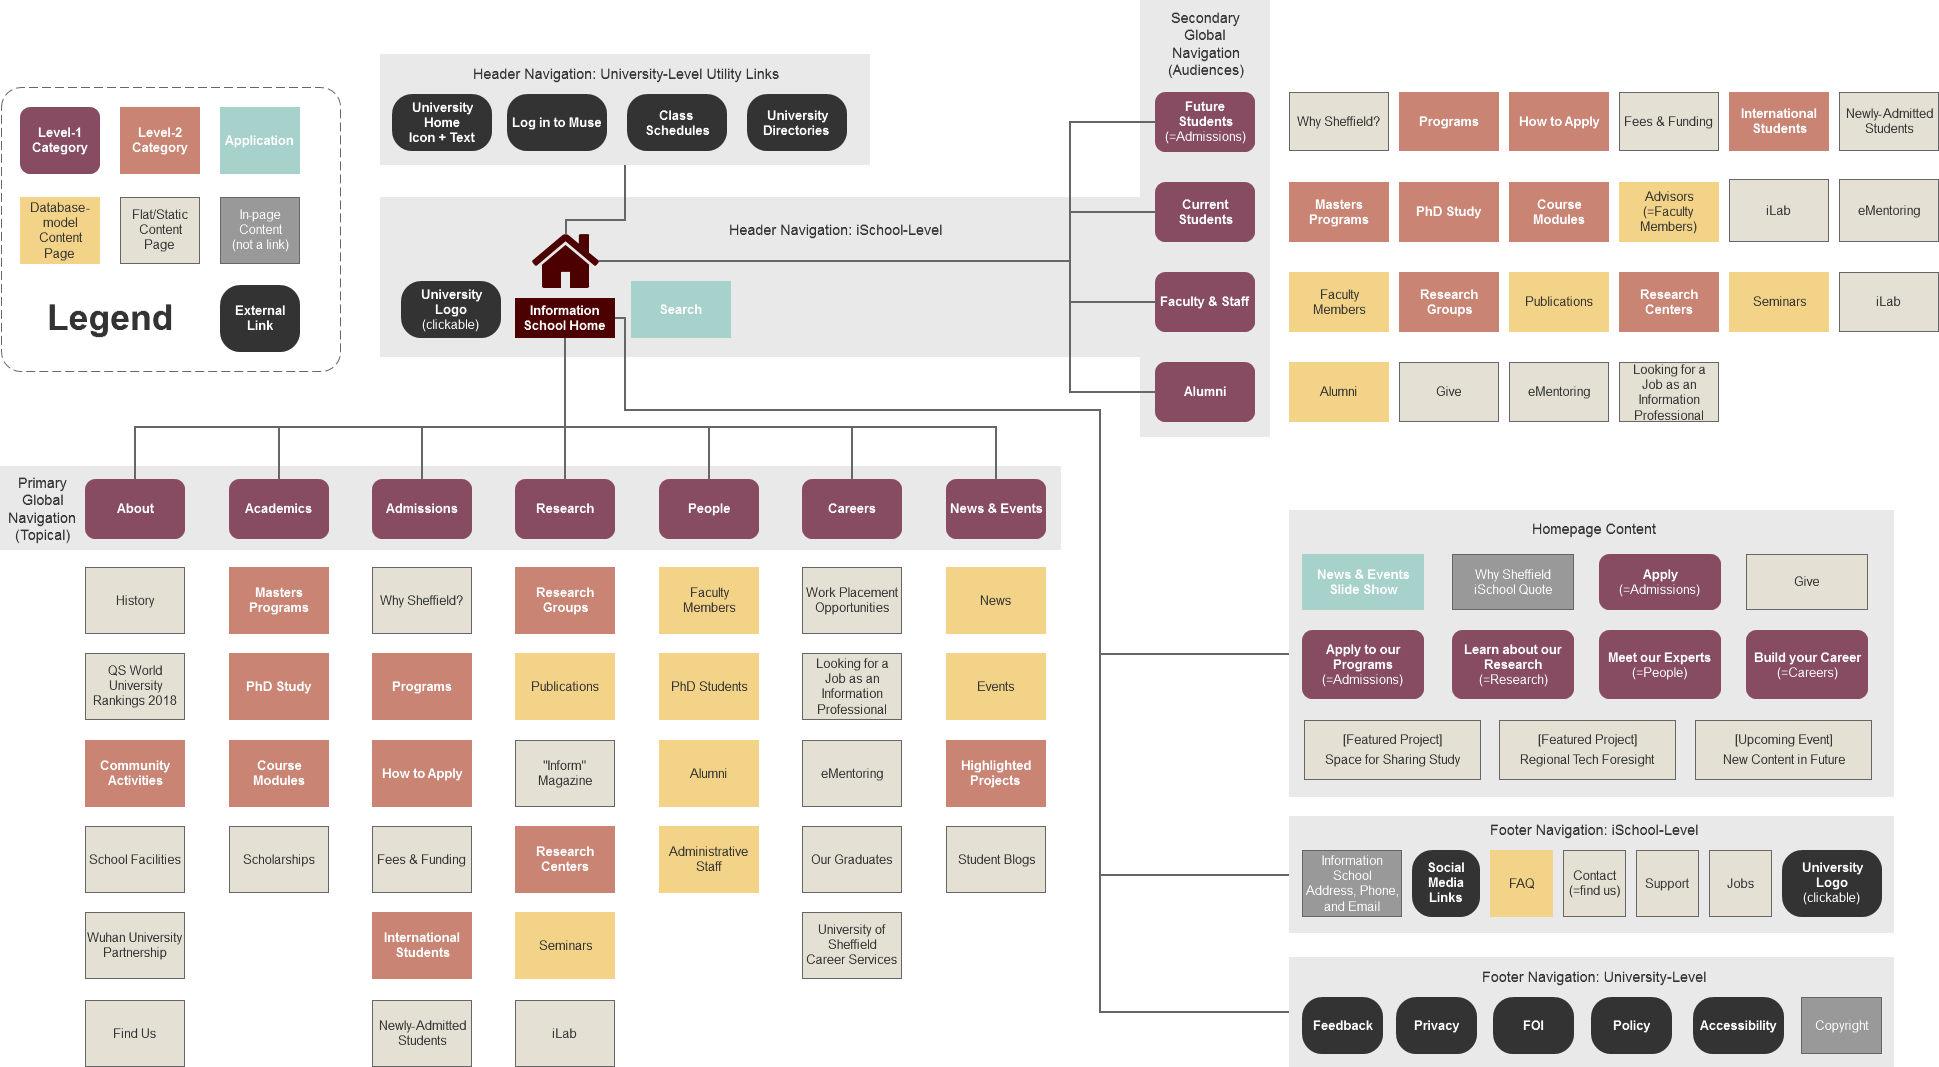 Level-1
Category
Level-2
Category
Application
Database-
model
Content
Page
Flat/Static
Content
Page
In-page
Content
(not a link)
Legend
External
Link
Header Navigation: University-Level Utility Links
University
Home
Icon + Text
Log in to Muse
Class
Schedules
University
Directories
Header Navigation: iSchool-Level
University
Logo
(clickable)
Information
School Home
Search
Secondary
Global
Navigation
(Audiences)
Future
Students
(=Admissions)
Why Sheffield?
Programs
How to Apply
Fees & Funding
International
Students
Newly-Admitted
Students
Current
Students
Masters
Programs
PhD Study
Course
Modules
Advisors
(=Faculty
Members)
iLab
eMentoring
Faculty & Staff
Faculty
Members
Research
Groups
Publications
Research
Centers
Seminars
iLab
Alumni
Alumni
Give
eMentoring
Looking for a
Job as an
Information
Professional
Primary
Global
Navigation
(Topical)
About
Academics
Admissions
Research
People
Careers
News & Events
History
QS World
University
Rankings 2018
Community
Activities
School Facilities
Wuhan University
Partnership
Find Us
Masters
Programs
PhD Study
Course
Modules
Scholarships
Why Sheffield?
Programs
How to Apply
Fees & Funding
International
Students
Newly-Admitted
Students
Research
Groups
Publications
"Inform"
Magazine
Research
Centers
Seminars
iLab
Faculty
Members
PhD Students
Alumni
Administrative
Staff
Work Placement
Opportunities
Looking for a
Job as an
Information
Professional
eMentoring
Our Graduates
University of
Sheffield
Career Services
News
Events
Highlighted
Projects
Student Blogs
Homepage Content
News & Events
Slide Show
Why Sheffield
iSchool Quote
Apply
(=Admissions)
Give
Apply to our
Programs
(=Admissions)
Learn about our
Research
(=Research)
Meet our Experts
(=People)
Build your Career
(=Careers)
[Featured Project]
Space for Sharing Study
[Featured Project]
Regional Tech Foresight
[Upcoming Event]
New Content in Future
Footer Navigation: iSchool-Level
Information
School
Address, Phone,
and Email
Social
Media
Links
FAQ
Contact
(=find us)
Support
Jobs
University
Logo
(clickable)
Footer Navigation: University-Level
Feedback
Privacy
FOI
Policy
Accessibility
Copyright